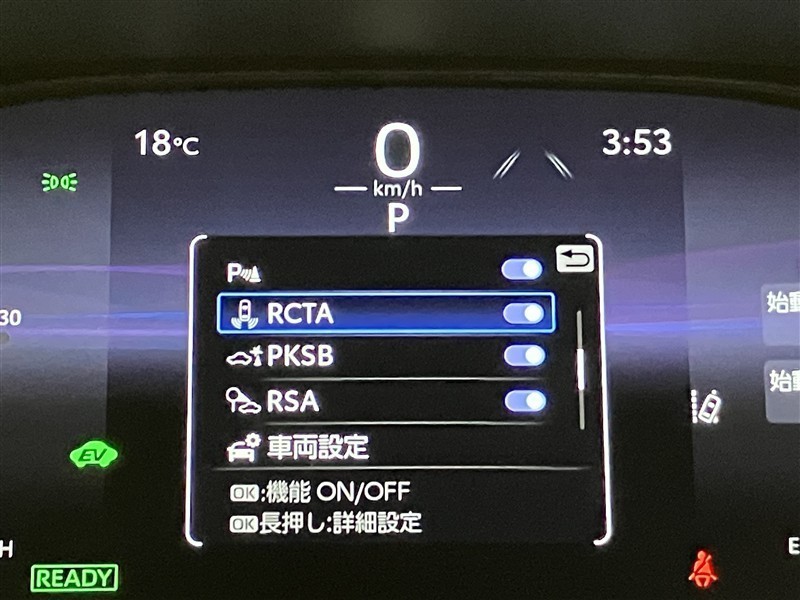 18℃
0
3:53
km/h
P
P
RCTA
30
始動
PKSB
RSA
始動
車両設定
EV
OK:機能 ON/OFF
OK長押し:詳細設定
H
E
READY